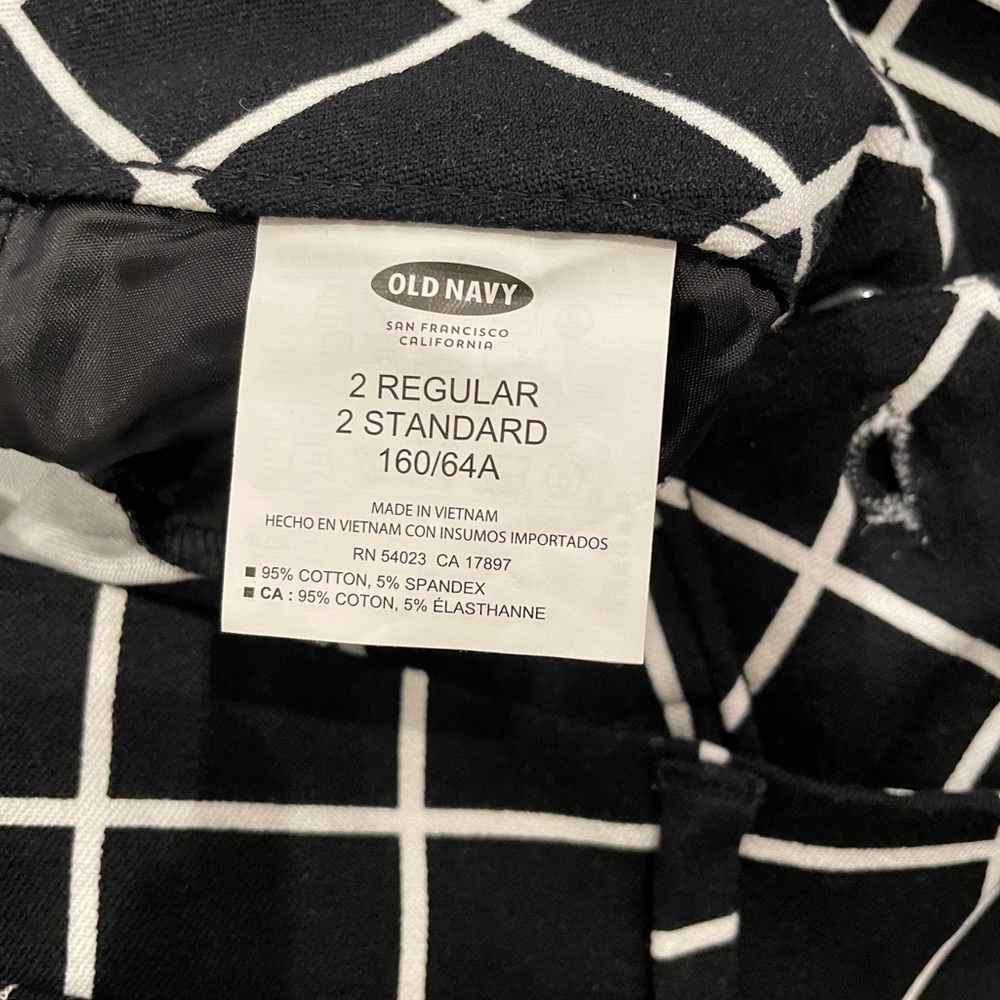 OLD NAVY
SAN FRANCISCO
CALIFORNIA
2 REGULAR
2 STANDARD
160/64A
MADE IN VIETNAM
HECHO EN VIETNAM CON INSUMOS IMPORTADOS
RN 54023 CA 17897
■ 95% COTTON, 5% SPANDEX
■ CA : 95% COTON, 5% ÉLASTHANNE